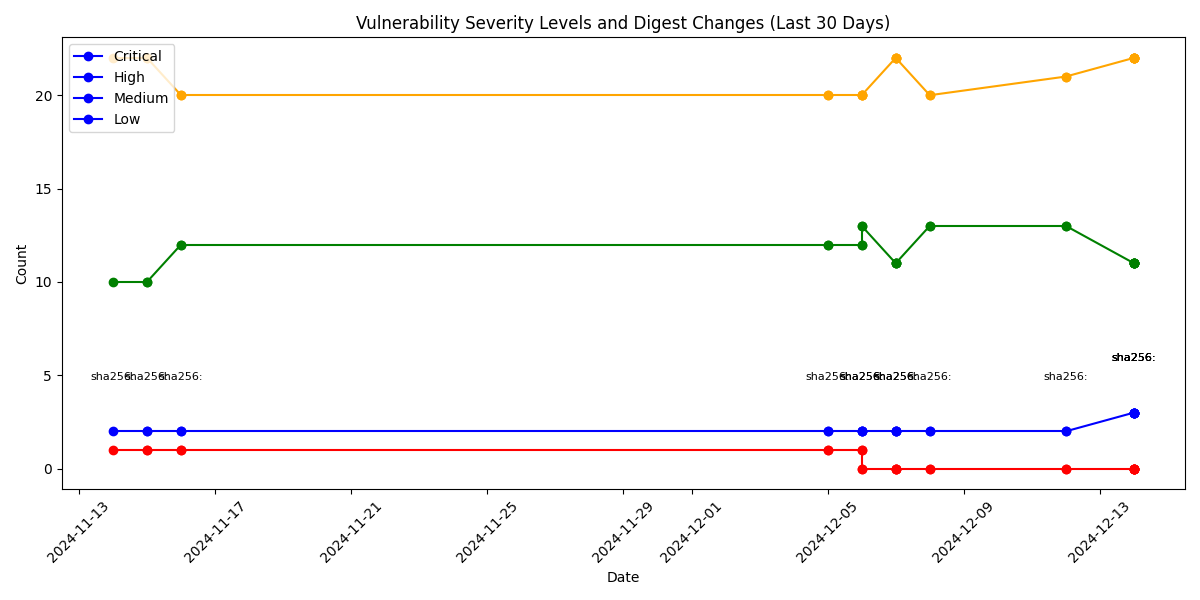 Vulnerability Severity Levels and Digest Changes (Last 30 Days)
Critical
High
Medium
Low
Count
20
15
10
5
0
sha256:
sha256:
sha256:
sha256:
sha256:
sha256:
sha256:
sha256:
sha256:
2024-11-13
2024-11-17
2024-11-21
2024-11-25
2024-11-29
2024-12-01
2024-12-05
2024-12-09
2024-12-13
Date